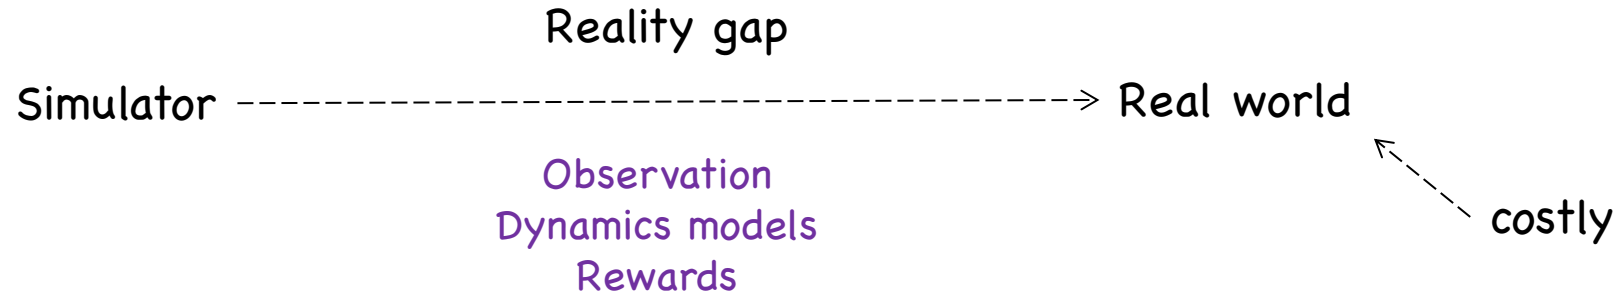 Reality gap
Simulator
Real world
Observation
Dynamics models
Rewards
costly